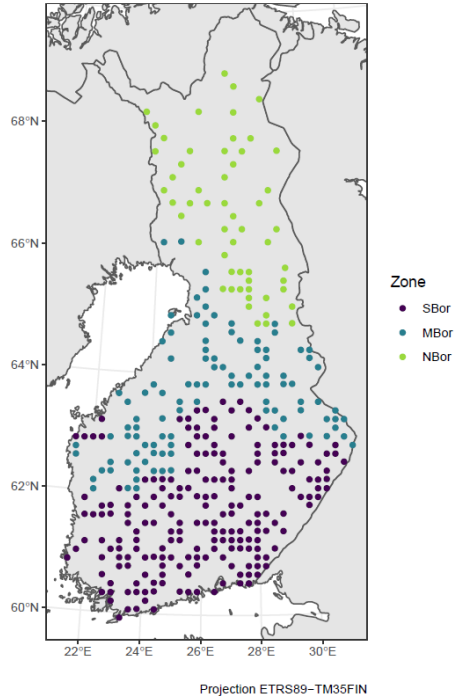 68°N
66°N
64°N
62°N
60°N
22°E 24°E 26°E 28°E 30°E
Zone
SBor
MBor
NBor
Projection ETRS89−TM35FIN